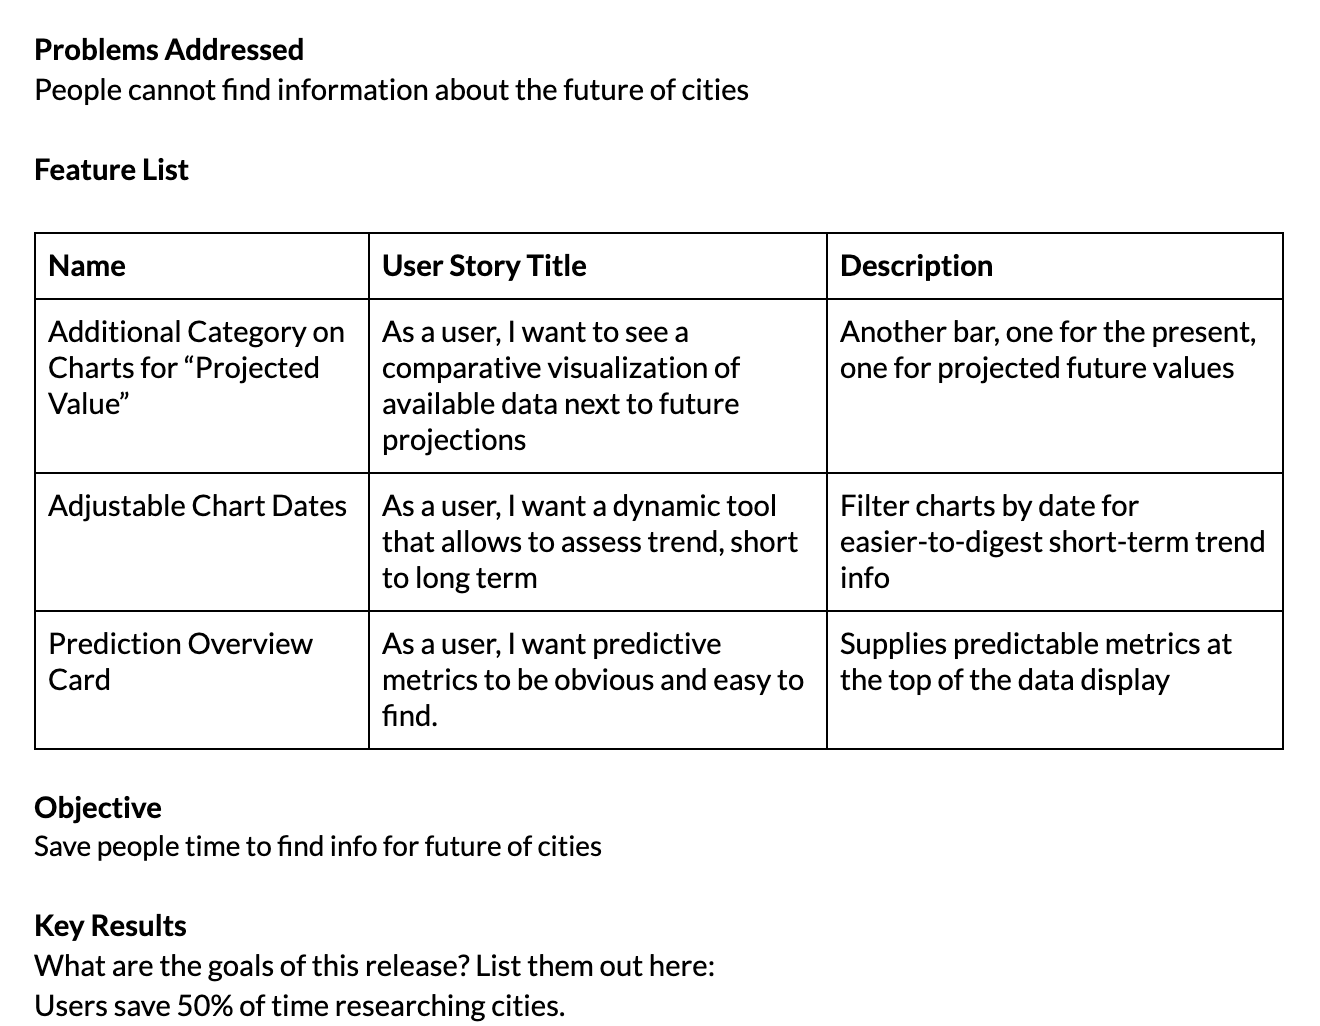 Problems Addressed
People cannot find information about the future of cities
Feature List
Name
User Story Title
Description
Additional Category on
Charts for “Projected
Value”
As a user, I want to see a
comparative visualization of
available data next to future
projections
Another bar, one for the present,
one for projected future values
Adjustable Chart Dates
As a user, I want a dynamic tool
that allows to assess trend, short
to long term
Filter charts by date for
easier-to-digest short-term trend
info
Prediction Overview
Card
As a user, I want predictive
metrics to be obvious and easy to
find.
Supplies predictable metrics at
the top of the data display
Objective
Save people time to find info for future of cities
Key Results
What are the goals of this release? List them out here:
Users save 50% of time researching cities.